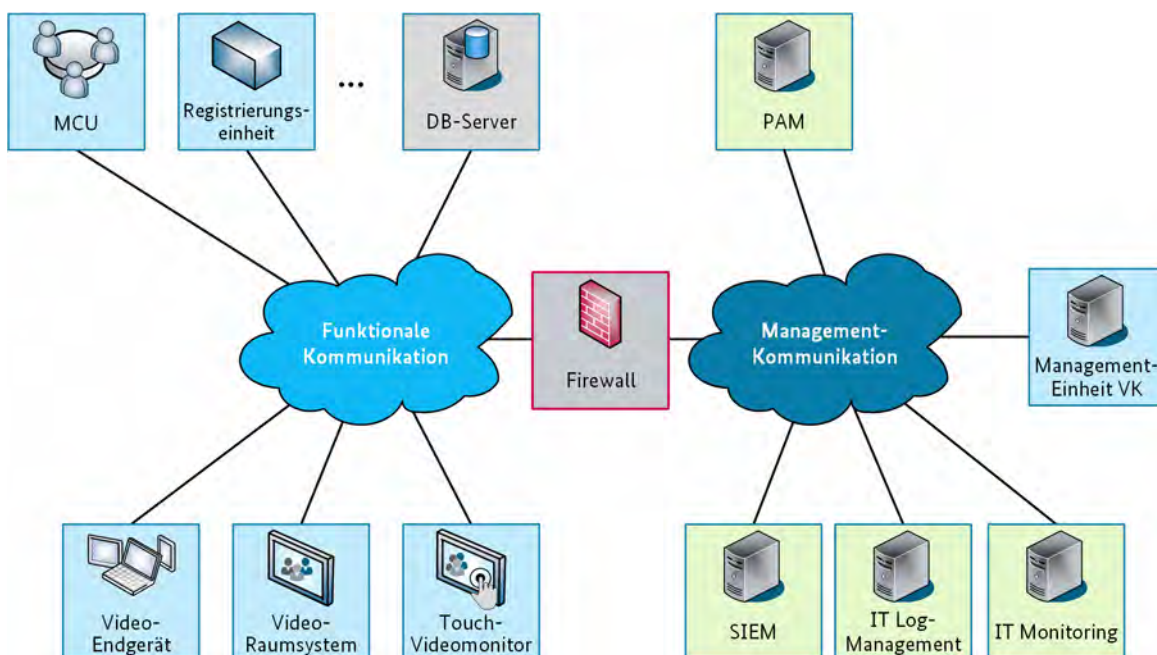 MCU
Registrierungs-
einheit
...
DB-Server
PAM
Funktionale
Kommunikation
Firewall
Management-
Kommunikation
Management-
Einheit VK
Video-
Endgerät
Video-
Raumsystem
Touch-
Videomonitor
SIEM
IT Log-
Management
IT Monitoring